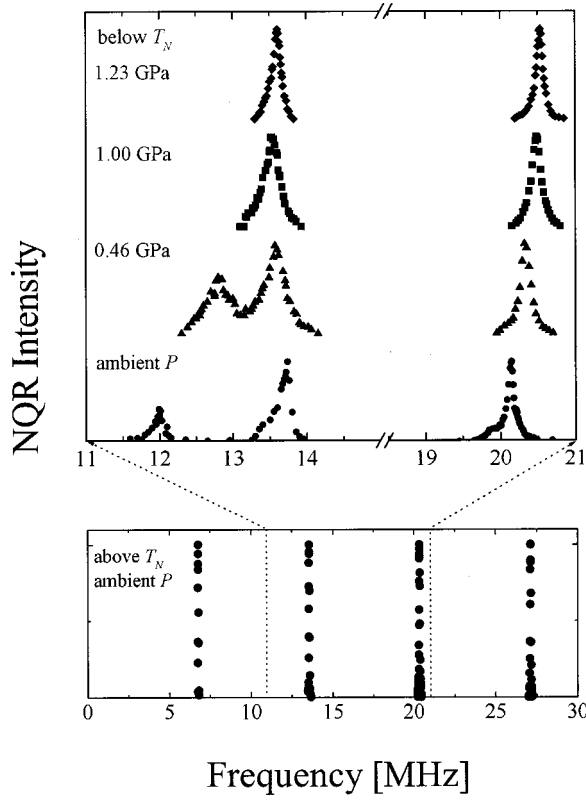 below T_N
1.23 GPa
1.00 GPa
0.46 GPa
ambient P
NQR Intensity
11 12 13 14 19 20 21
above T_N
ambient P
0 5 10 15 20 25 30
Frequency [MHz]